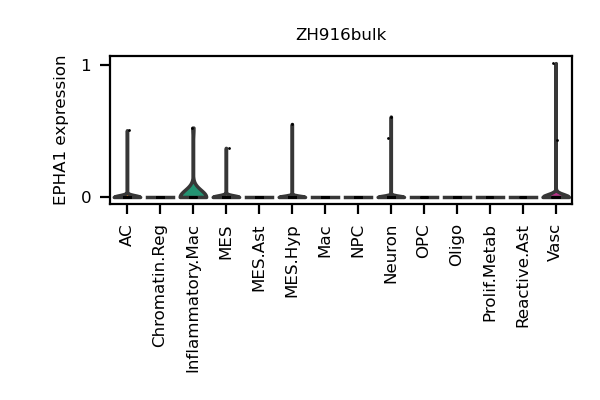 ZH916bulk
EPHA1 expression
1
0
AC
Chromatin.Reg
Inflammatory.Mac
MES
MES.Ast
MES.Hyp
Mac
NPC
Neuron
OPC
Oligo
Prolif.Metab
Reactive.Ast
Vasc